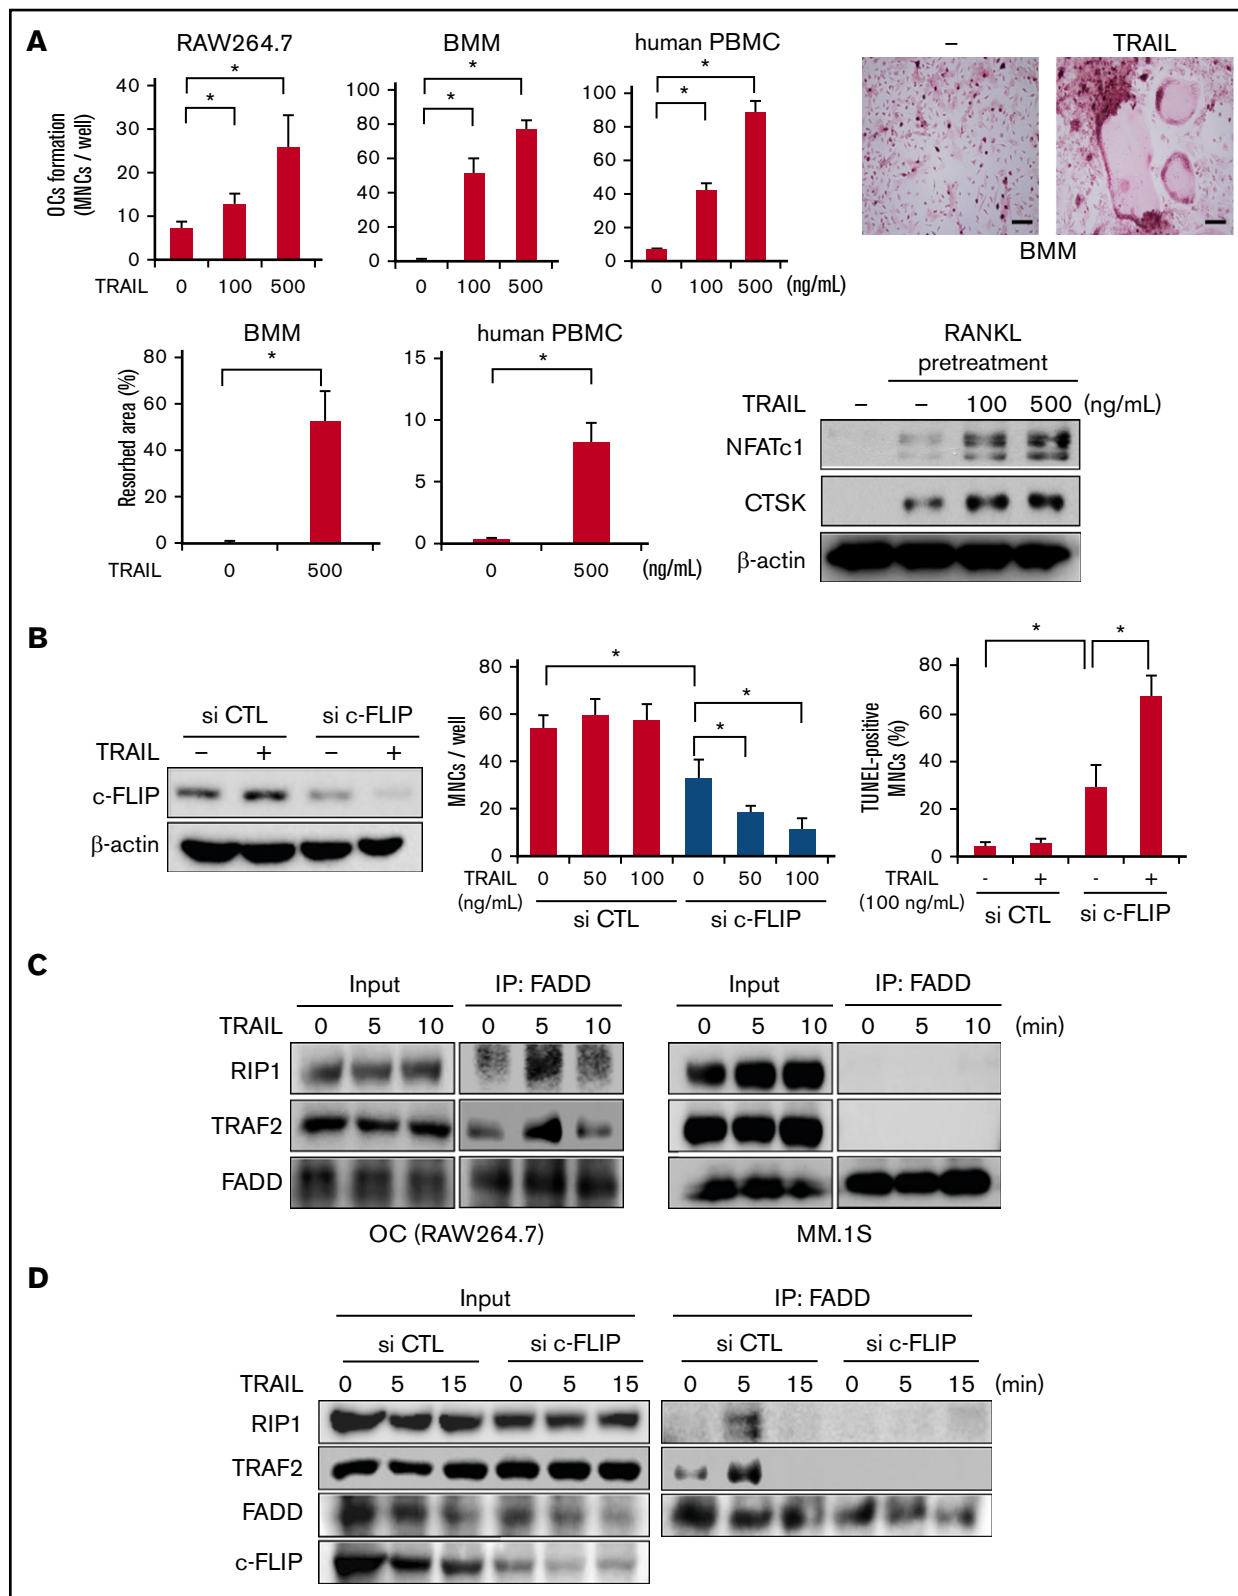 A
RAW264.7
BMM
human PBMC
–
TRAIL
OCs formation
(MNCs / well)
40
30
20
10
0
*
*
100
80
60
40
20
0
*
*
100
80
60
40
20
0
*
*
TRAIL
0 100 500
0 100 500
0 100 500 (ng/mL)
BMM
BMM
human PBMC
Resorbed area (%)
80
60
40
20
0
*
15
10
5
0
*
TRAIL
0 500
0 500 (ng/mL)
RANKL
pretreatment
TRAIL – – 100 500 (ng/mL)
NFATc1
CTSK
β-actin
B
si CTL si c-FLIP
TRAIL – + – +
c-FLIP
β-actin
MNCs / well
80
60
40
20
0
*
*
*
TRAIL
(ng/mL)
0 50 100 0 50 100
si CTL si c-FLIP
TUNEL-positive
MNCs (%)
80
60
40
20
0
*
*
TRAIL
(100 ng/mL)
- + - +
si CTL si c-FLIP
C
Input IP: FADD Input IP: FADD
TRAIL 0 5 10 0 5 10 0 5 10 0 5 10 (min)
RIP1
TRAF2
FADD
OC (RAW264.7) MM.1S
D
Input IP: FADD
si CTL si c-FLIP si CTL si c-FLIP
TRAIL 0 5 15 0 5 15 0 5 15 0 5 15 (min)
RIP1
TRAF2
FADD
c-FLIP